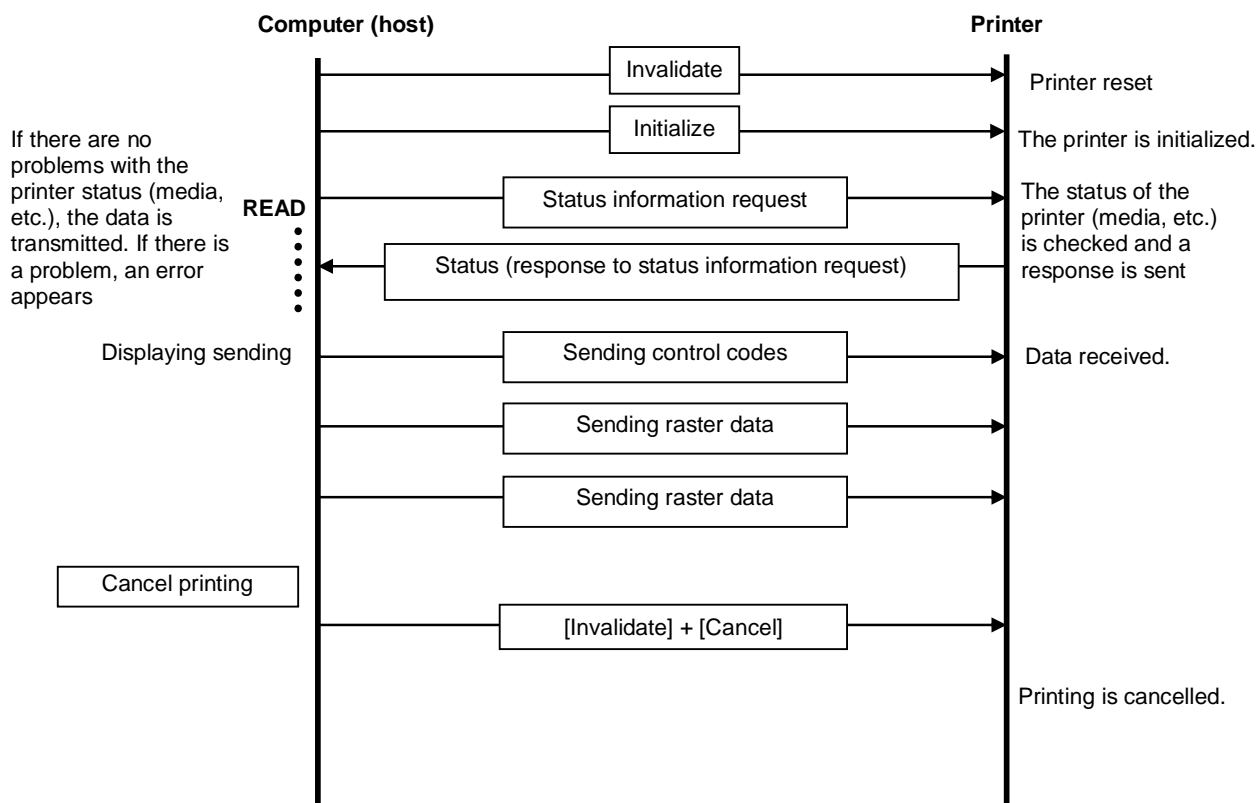 Computer (host)
Printer
Invalidate
Printer reset
Initialize
The printer is initialized.
If there are no
problems with the
printer status (media,
etc.), the data is
transmitted. If there is
a problem, an error
appears
READ
Status information request
The status of the
printer (media, etc.)
is checked and a
response is sent
Status (response to status information request)
Displaying sending
Sending control codes
Data received.
Sending raster data
Sending raster data
Cancel printing
[Invalidate] + [Cancel]
Printing is cancelled.